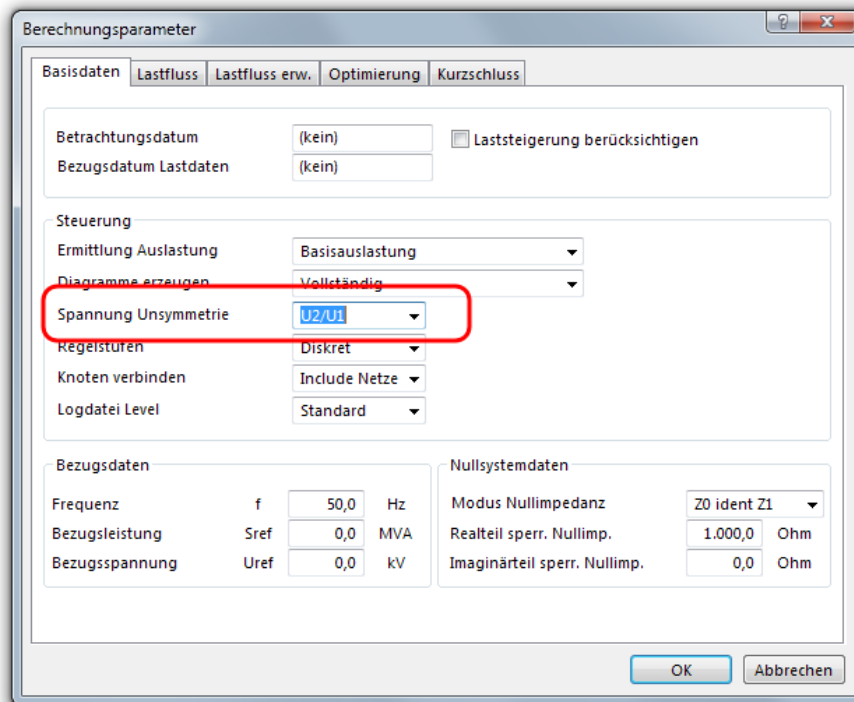 Berechnungsparameter
Basisdaten Lastfluss Lastfluss erw. Optimierung Kurzschluss
Betrachtungsdatum (kein) Laststeigerung berücksichtigen
Bezugsdatum Lastdaten (kein)
Steuerung
Ermittlung Auslastung Basisauslastung
Diagramme erzeugen Vollständig
Spannung Unsymmetrie U2/U1
Regelstufen Diskret
Knoten verbinden Include Netze
Logdatei Level Standard
Bezugsdaten Nullsystemdaten
Frequenz f 50,0 Hz Modus Nullimpedanz Z0 ident Z1
Bezugsleistung Sref 0,0 MVA Realteil sperr. Nullimp. 1.000,0 Ohm
Bezugsspannung Uref 0,0 kV Imaginärteil sperr. Nullimp. 0,0 Ohm
OK Abbrechen